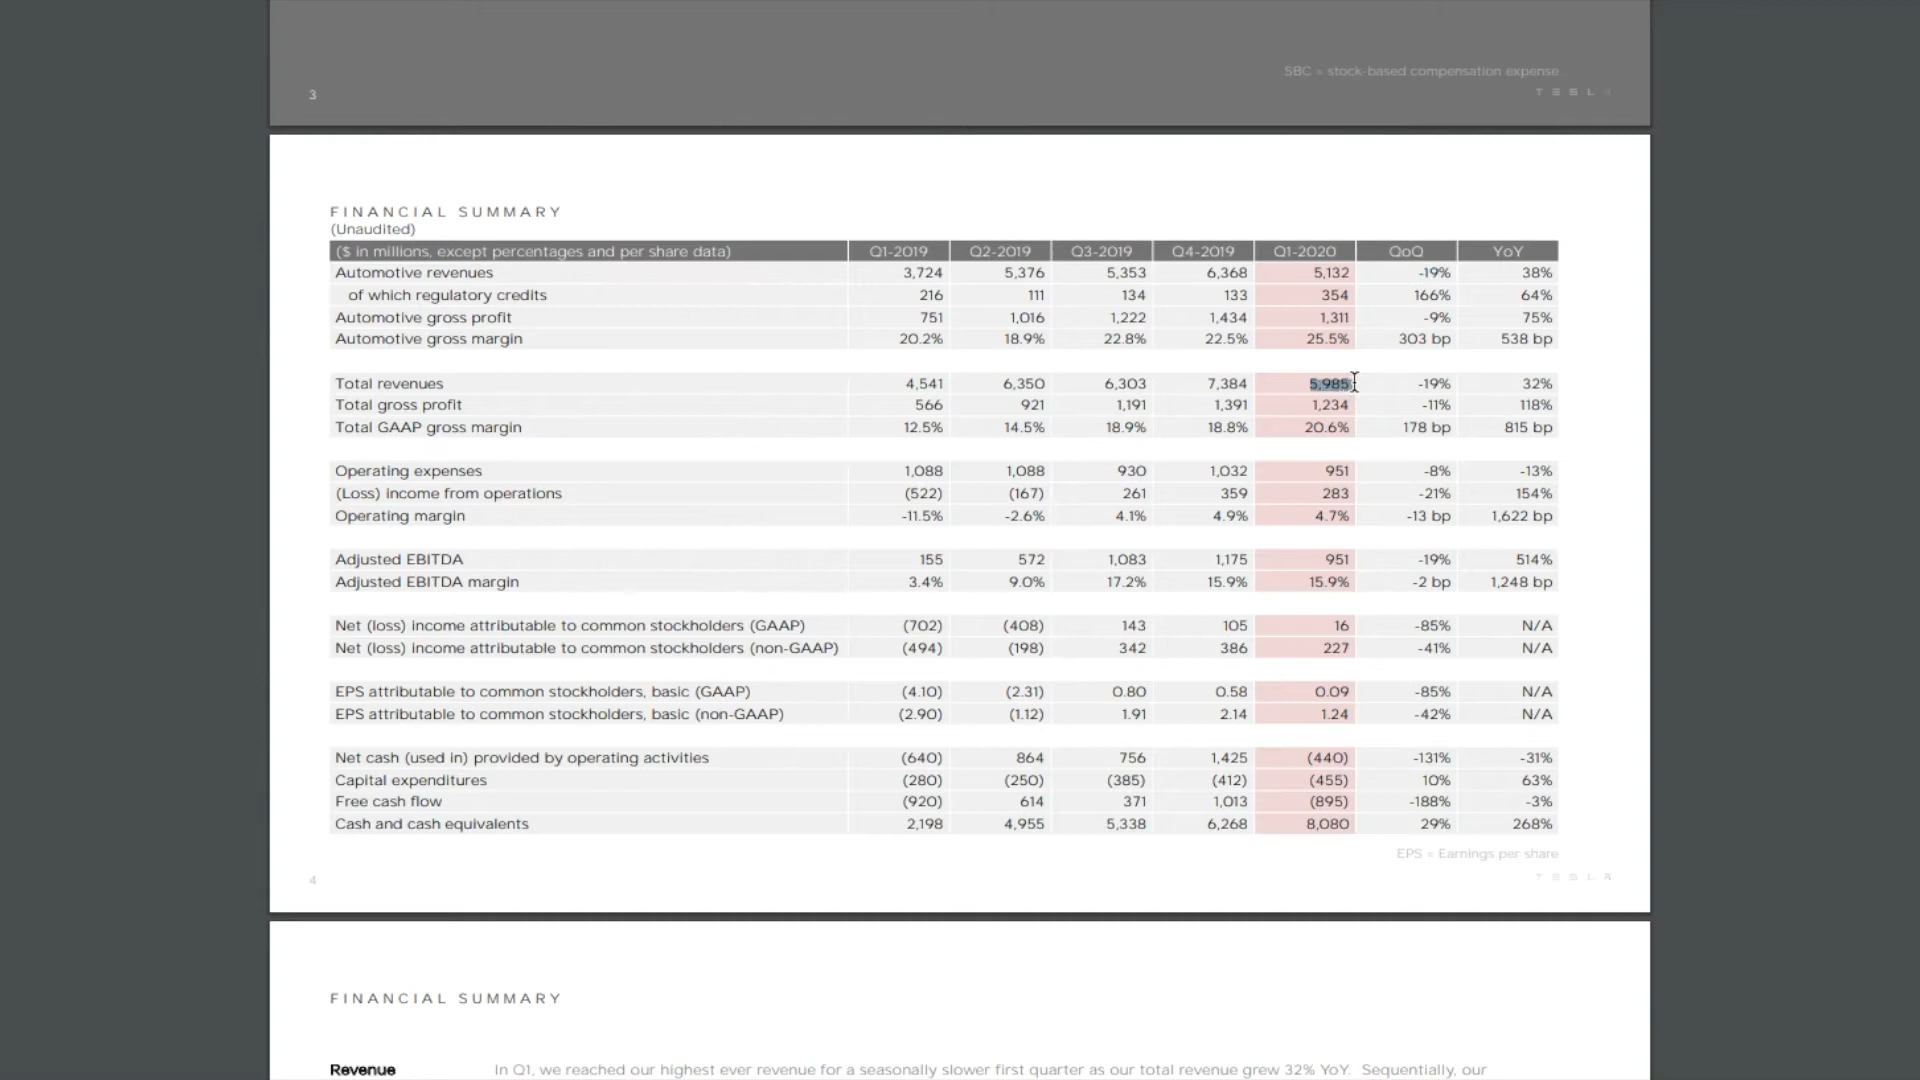 SBC = stock-based compensation expense
3
T E S L A
FINANCIAL SUMMARY
(Unaudited)
($ in millions, except percentages and per share data) Q1-2019 Q2-2019 Q3-2019 Q4-2019 Q1-2020 QoQ YoY
Automotive revenues 3,724 5,376 5,353 6,368 5,132 -19% 38%
of which regulatory credits 216 111 134 133 354 166% 64%
Automotive gross profit 751 1,016 1,222 1,434 1,311 -9% 75%
Automotive gross margin 20.2% 18.9% 22.8% 22.5% 25.5% 303 bp 538 bp
Total revenues 4,541 6,350 6,303 7,384 5,985 -19% 32%
Total gross profit 566 921 1,191 1,391 1,234 -11% 118%
Total GAAP gross margin 12.5% 14.5% 18.9% 18.8% 20.6% 178 bp 815 bp
Operating expenses 1,088 1,088 930 1,032 951 -8% -13%
(Loss) income from operations (522) (167) 261 359 283 -21% 154%
Operating margin -11.5% -2.6% 4.1% 4.9% 4.7% -13 bp 1,622 bp
Adjusted EBITDA 155 572 1,083 1,175 951 -19% 514%
Adjusted EBITDA margin 3.4% 9.0% 17.2% 15.9% 15.9% -2 bp 1,248 bp
Net (loss) income attributable to common stockholders (GAAP) (702) (408) 143 105 16 -85% N/A
Net (loss) income attributable to common stockholders (non-GAAP) (494) (198) 342 386 227 -41% N/A
EPS attributable to common stockholders, basic (GAAP) (4.10) (2.31) 0.80 0.58 0.09 -85% N/A
EPS attributable to common stockholders, basic (non-GAAP) (2.90) (1.12) 1.91 2.14 1.24 -42% N/A
Net cash (used in) provided by operating activities (640) 864 756 1,425 (440) -131% -31%
Capital expenditures (280) (250) (385) (412) (455) 10% 63%
Free cash flow (920) 614 371 1,013 (895) -188% -3%
Cash and cash equivalents 2,198 4,955 5,338 6,268 8,080 29% 268%
EPS = Earnings per share
4
T E S L A
FINANCIAL SUMMARY
Revenue In Q1, we reached our highest ever revenue for a seasonally slower first quarter as our total revenue grew 32% YoY. Sequentially, our